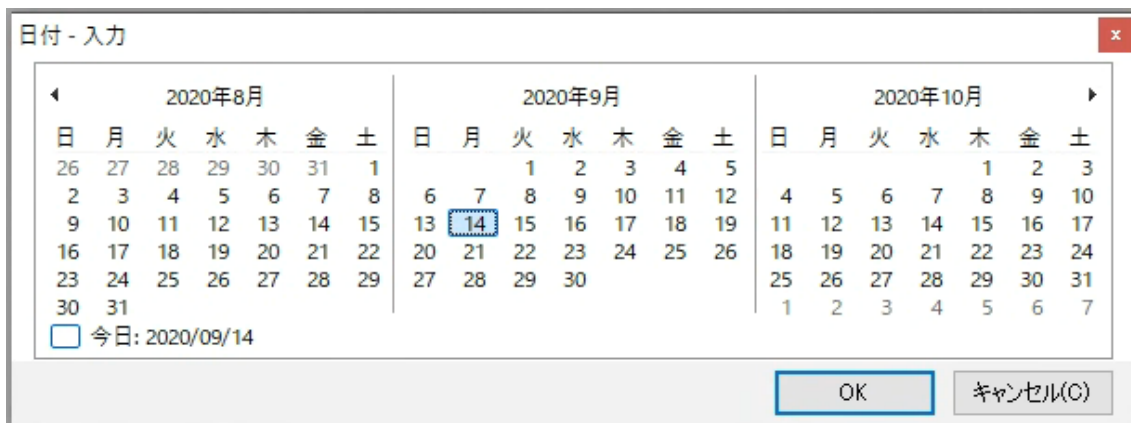 日付 - 入力
x
2020年8月 2020年9月 2020年10月
日 月 火 水 木 金 土 日 月 火 水 木 金 土 日 月 火 水 木 金 土
26 27 28 29 30 31 1 1 2 3 4 5 1 2 3
2 3 4 5 6 7 8 6 7 8 9 10 11 12 4 5 6 7 8 9 10
9 10 11 12 13 14 15 13 14 15 16 17 18 19 11 12 13 14 15 16 17
16 17 18 19 20 21 22 20 21 22 23 24 25 26 18 19 20 21 22 23 24
23 24 25 26 27 28 29 27 28 29 30 25 26 27 28 29 30 31
30 31 1 2 3 4 5 6 7
今日: 2020/09/14
OK キャンセル(C)